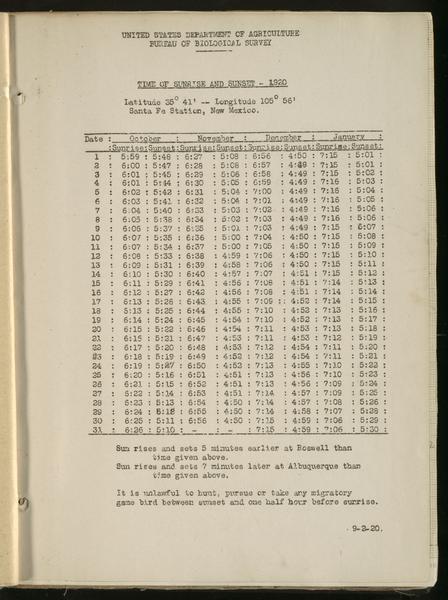 UNITED STATES DEPARTMENT OF AGRICULTURE
BUREAU OF BIOLOGICAL SURVEY
TIME OF SUNRISE AND SUNSET - 1920
Latitude 35° 41' -- Longitude 105° 56'
Santa Fe Station, New Mexico.
Date : October : November : December : January :
:Sunrise:Sunset:Sunrise:Sunset:Sunrise:Sunset:Sunrise:Sunset:
1 : 5:59 : 5:48 : 6:27 : 5:08 : 6:56 : 4:50 : 7:15 : 5:01 :
2 : 6:00 : 5:47 : 6:28 : 5:08 : 6:57 : 4:49 : 7:15 : 5:01 :
3 : 6:01 : 5:45 : 6:29 : 5:06 : 6:58 : 4:49 : 7:15 : 5:02 :
4 : 6:01 : 5:44 : 6:30 : 5:05 : 6:59 : 4:49 : 7:16 : 5:03 :
5 : 6:02 : 5:43 : 6:31 : 5:04 : 7:00 : 4:49 : 7:16 : 5:04 :
6 : 6:03 : 5:41 : 6:32 : 5:04 : 7:01 : 4:49 : 7:16 : 5:05 :
7 : 6:04 : 5:40 : 6:33 : 5:03 : 7:02 : 4:49 : 7:16 : 5:06 :
8 : 6:05 : 5:38 : 6:34 : 5:02 : 7:03 : 4:49 : 7:16 : 5:06 :
9 : 6:06 : 5:37 : 6:35 : 5:01 : 7:03 : 4:49 : 7:15 : 5:07 :
10 : 6:07 : 5:35 : 6:36 : 5:00 : 7:04 : 4:50 : 7:15 : 5:08 :
11 : 6:07 : 5:34 : 6:37 : 5:00 : 7:05 : 4:50 : 7:15 : 5:09 :
12 : 6:08 : 5:33 : 6:38 : 4:59 : 7:06 : 4:50 : 7:15 : 5:10 :
13 : 6:09 : 5:31 : 6:39 : 4:58 : 7:06 : 4:50 : 7:15 : 5:11 :
14 : 6:10 : 5:30 : 6:40 : 4:57 : 7:07 : 4:51 : 7:15 : 5:12 :
15 : 6:11 : 5:29 : 6:41 : 4:56 : 7:08 : 4:51 : 7:14 : 5:13 :
16 : 6:12 : 5:27 : 6:42 : 4:56 : 7:08 : 4:51 : 7:14 : 5:14 :
17 : 6:13 : 5:26 : 6:43 : 4:55 : 7:09 : 4:52 : 7:14 : 5:15 :
18 : 6:13 : 5:25 : 6:44 : 4:55 : 7:10 : 4:52 : 7:13 : 5:16 :
19 : 6:14 : 5:24 : 6:45 : 4:54 : 7:10 : 4:52 : 7:13 : 5:17 :
20 : 6:15 : 5:22 : 6:46 : 4:54 : 7:11 : 4:53 : 7:13 : 5:18 :
21 : 6:15 : 5:21 : 6:47 : 4:53 : 7:11 : 4:53 : 7:12 : 5:19 :
22 : 6:17 : 5:20 : 6:48 : 4:53 : 7:12 : 4:54 : 7:11 : 5:20 :
23 : 6:18 : 5:19 : 6:49 : 4:52 : 7:12 : 4:54 : 7:11 : 5:21 :
24 : 6:19 : 5:27 : 6:50 : 4:52 : 7:13 : 4:55 : 7:10 : 5:22 :
25 : 6:20 : 5:16 : 6:51 : 4:51 : 7:13 : 4:56 : 7:10 : 5:23 :
26 : 6:21 : 5:15 : 6:52 : 4:51 : 7:13 : 4:56 : 7:09 : 5:24 :
27 : 6:22 : 5:14 : 6:53 : 4:51 : 7:14 : 4:57 : 7:09 : 5:25 :
28 : 6:23 : 5:13 : 6:54 : 4:50 : 7:14 : 4:57 : 7:08 : 5:26 :
29 : 6:24 : 5:12 : 6:55 : 4:50 : 7:14 : 4:58 : 7:07 : 5:28 :
30 : 6:25 : 5:11 : 6:56 : 4:50 : 7:15 : 4:59 : 7:06 : 5:29 :
31 : 6:26 : 5:10 : - : - : 7:15 : 4:59 : 7:06 : 5:30 :
Sun rises and sets 5 minutes earlier at Roswell than
time given above.
Sun rises and sets 7 minutes later at Albuquerque than
time given above.
It is unlawful to hunt, pursue or take any migratory
game bird between sunset and one half hour before sunrise.
9-2-20.